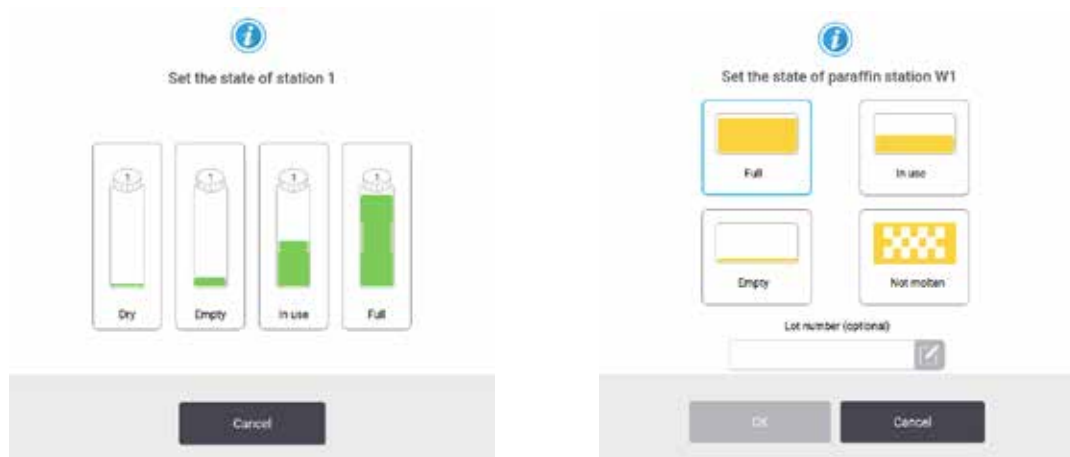 Set the state of station 1
1 1 1 1
Dry Empty In use Full
Cancel
Set the state of paraffin station W1
Full In use
Empty Not molten
Lot number (optional)
OK Cancel